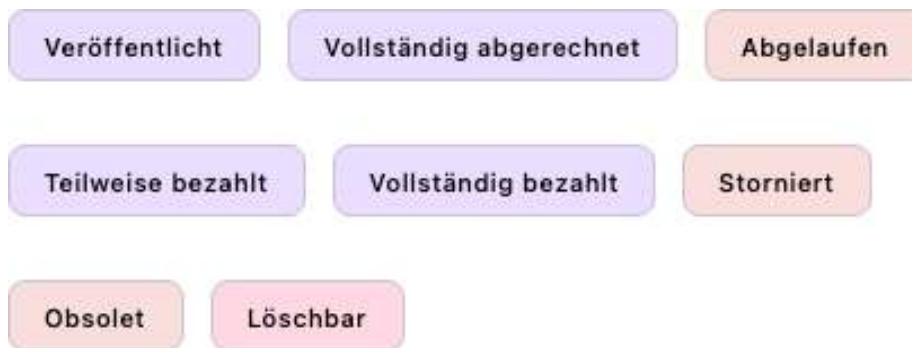 Veröffentlicht Vollständig abgerechnet Abgelaufen
Teilweise bezahlt Vollständig bezahlt Storniert
Obsolet Löschbar